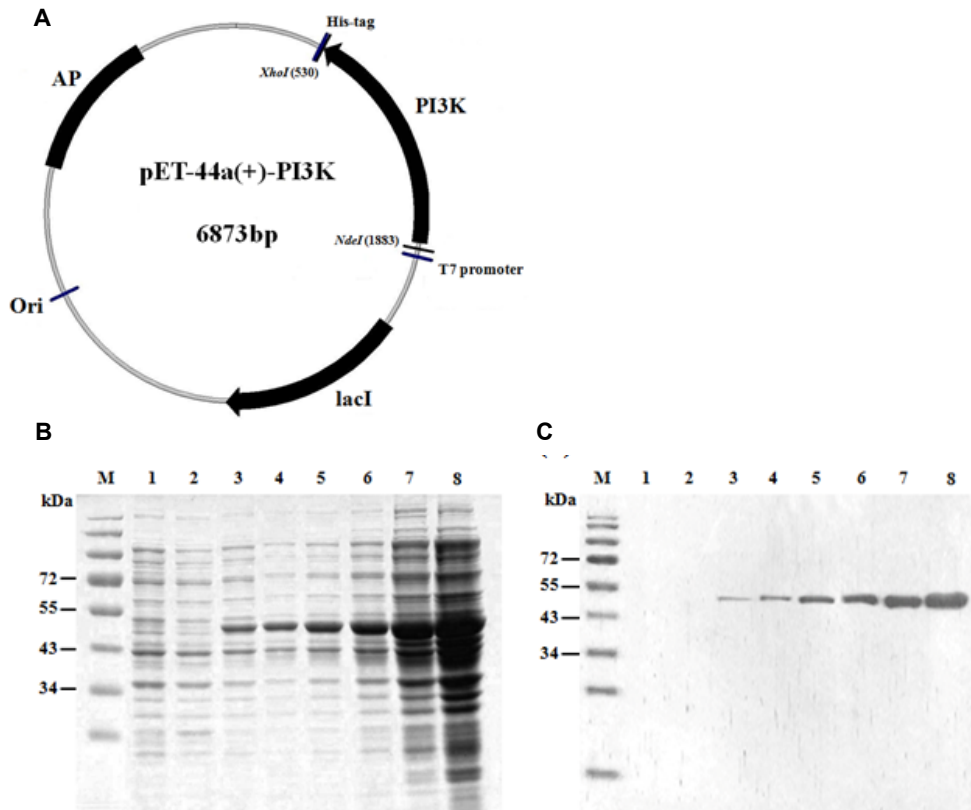 A
His-tag
XhoI (530)
AP
PI3K
pET-44a(+)-PI3K
6873bp
NdeI (1883)
T7 promoter
Ori
lacI
B
M 1 2 3 4 5 6 7 8
kDa
72
55
43
34
C
M 1 2 3 4 5 6 7 8
kDa
72
55
43
34